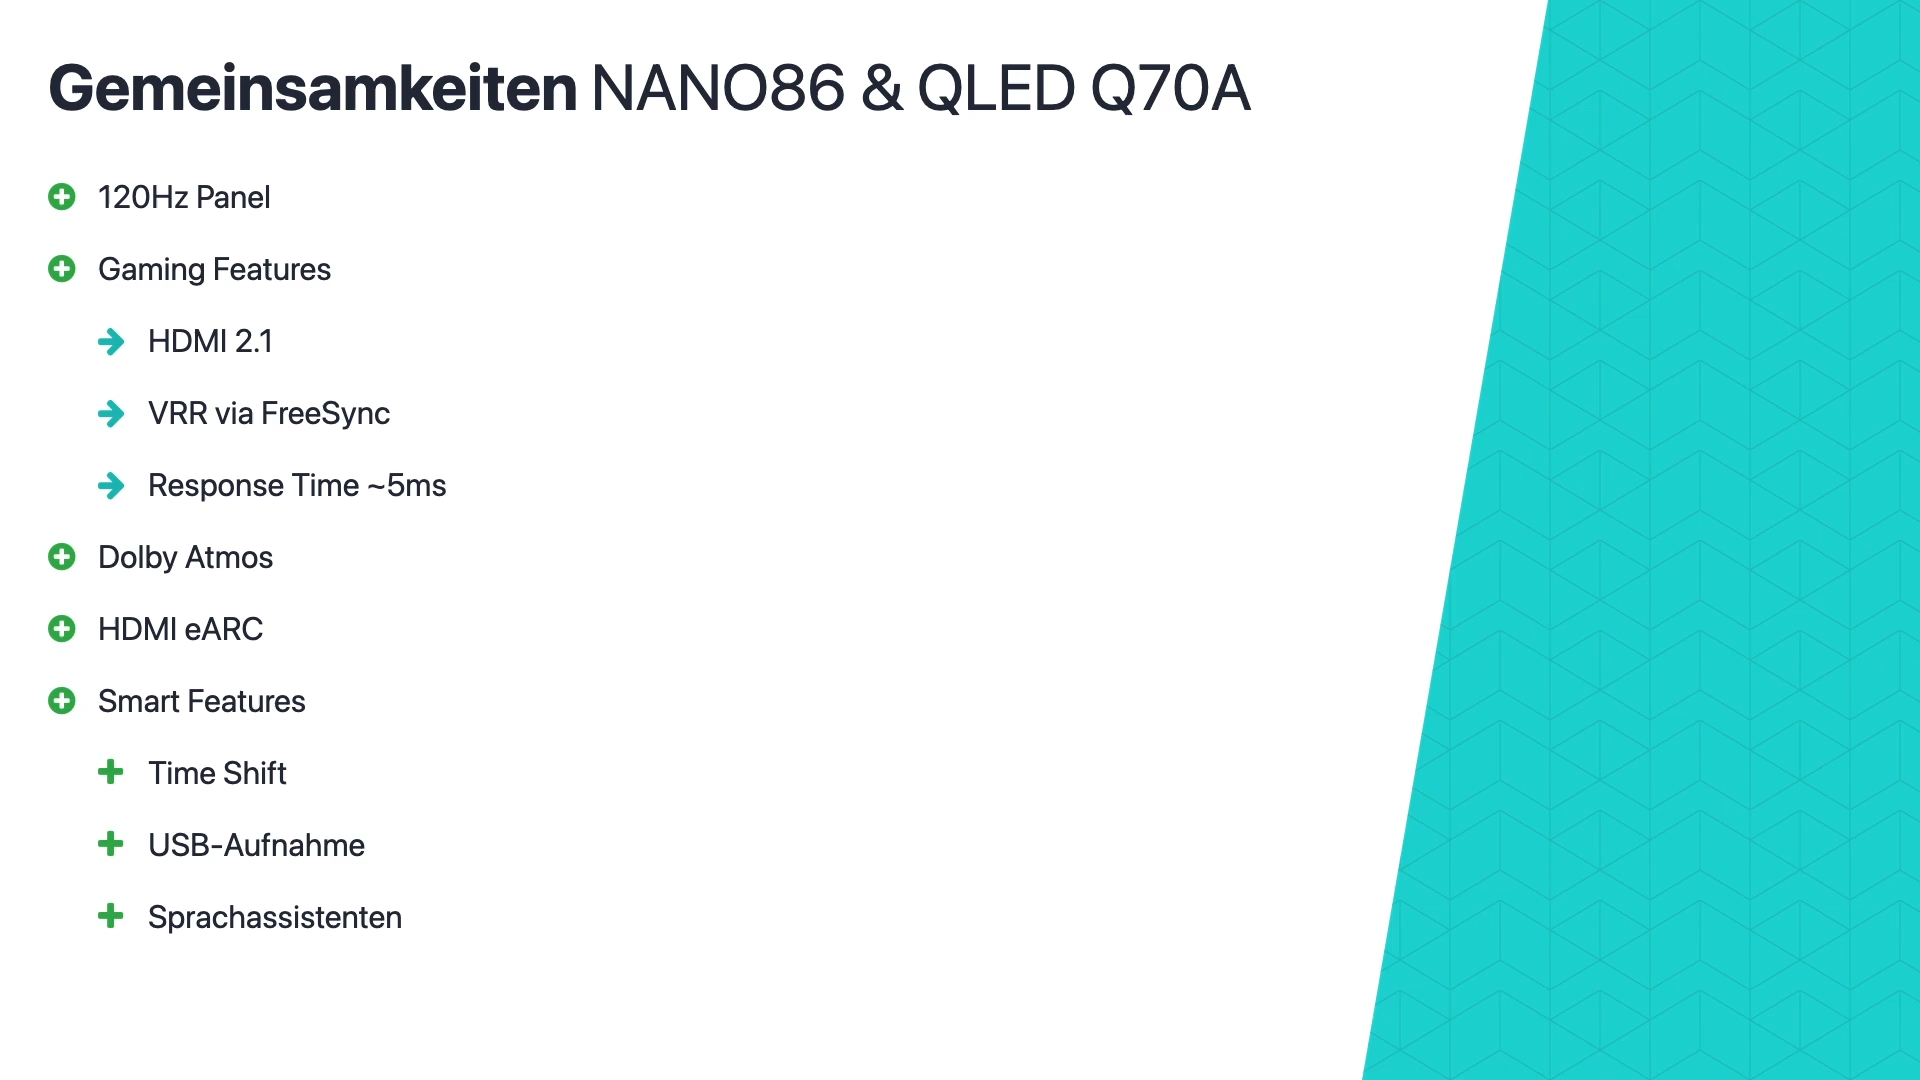 Gemeinsamkeiten NANO86 & QLED Q70A
120Hz Panel
Gaming Features
HDMI 2.1
VRR via FreeSync
Response Time ~5ms
Dolby Atmos
HDMI eARC
Smart Features
Time Shift
USB-Aufnahme
Sprachassistenten